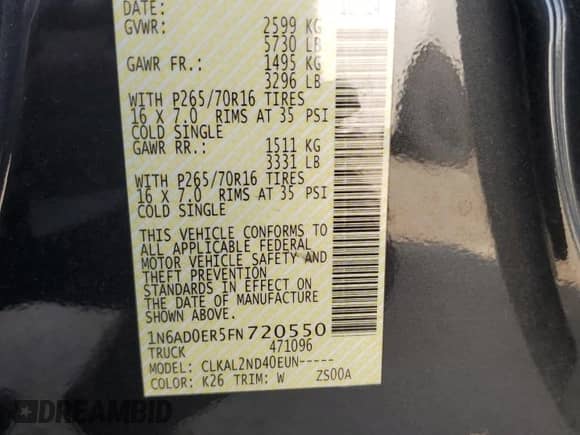 DATE:
GVWR: 2599 KG
5730 LB
GAWR FR.: 1495 KG
3296 LB
WITH P265/70R16 TIRES
16 X 7.0 RIMS AT 35 PSI
COLD SINGLE
GAWR RR.: 1511 KG
3331 LB
WITH P265/70R16 TIRES
16 X 7.0 RIMS AT 35 PSI
COLD SINGLE
THIS VEHICLE CONFORMS TO
ALL APPLICABLE FEDERAL
MOTOR VEHICLE SAFETY AND
THEFT PREVENTION
STANDARDS IN EFFECT ON
THE DATE OF MANUFACTURE
1N6AD0ER5FN720550
TRUCK 471096
MODEL: CLKAL2ND40EUN-----
COLOR: K26 TRIM: W ZS00A
DREAMBID